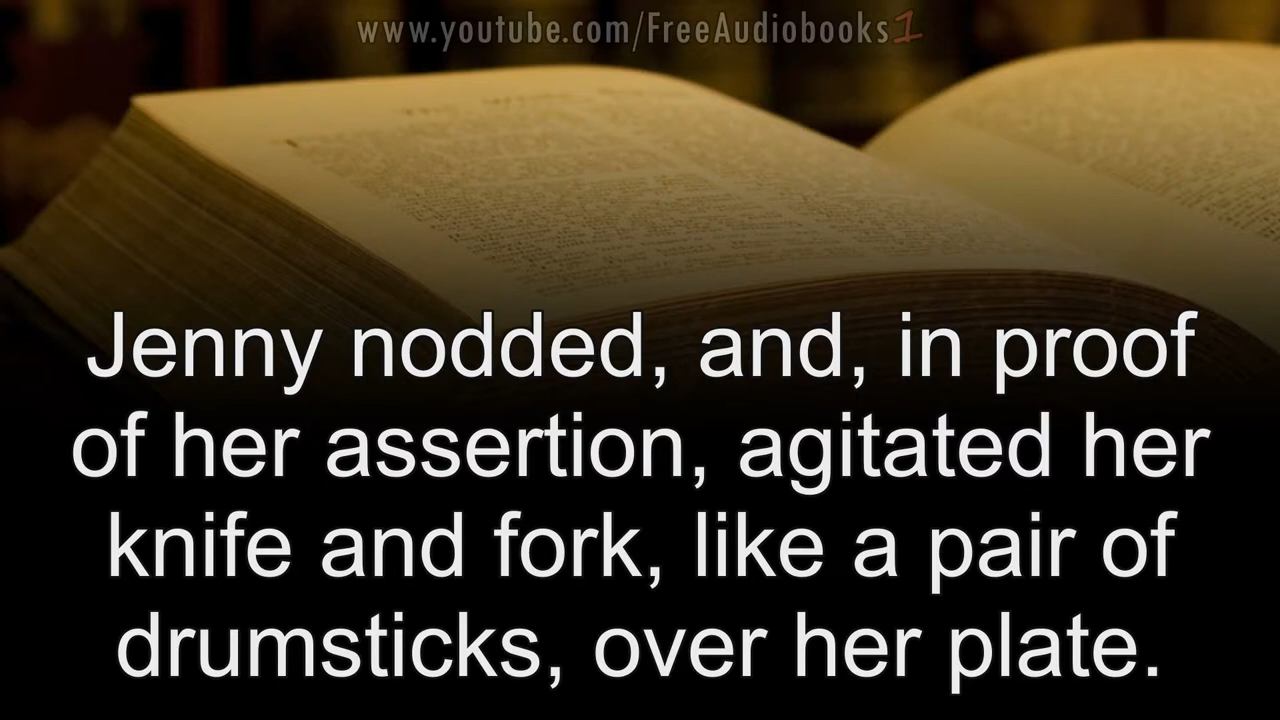 www.youtube.com/FreeAudiobooks1
Jenny nodded, and, in proof
of her assertion, agitated her
knife and fork, like a pair of
drumsticks, over her plate.